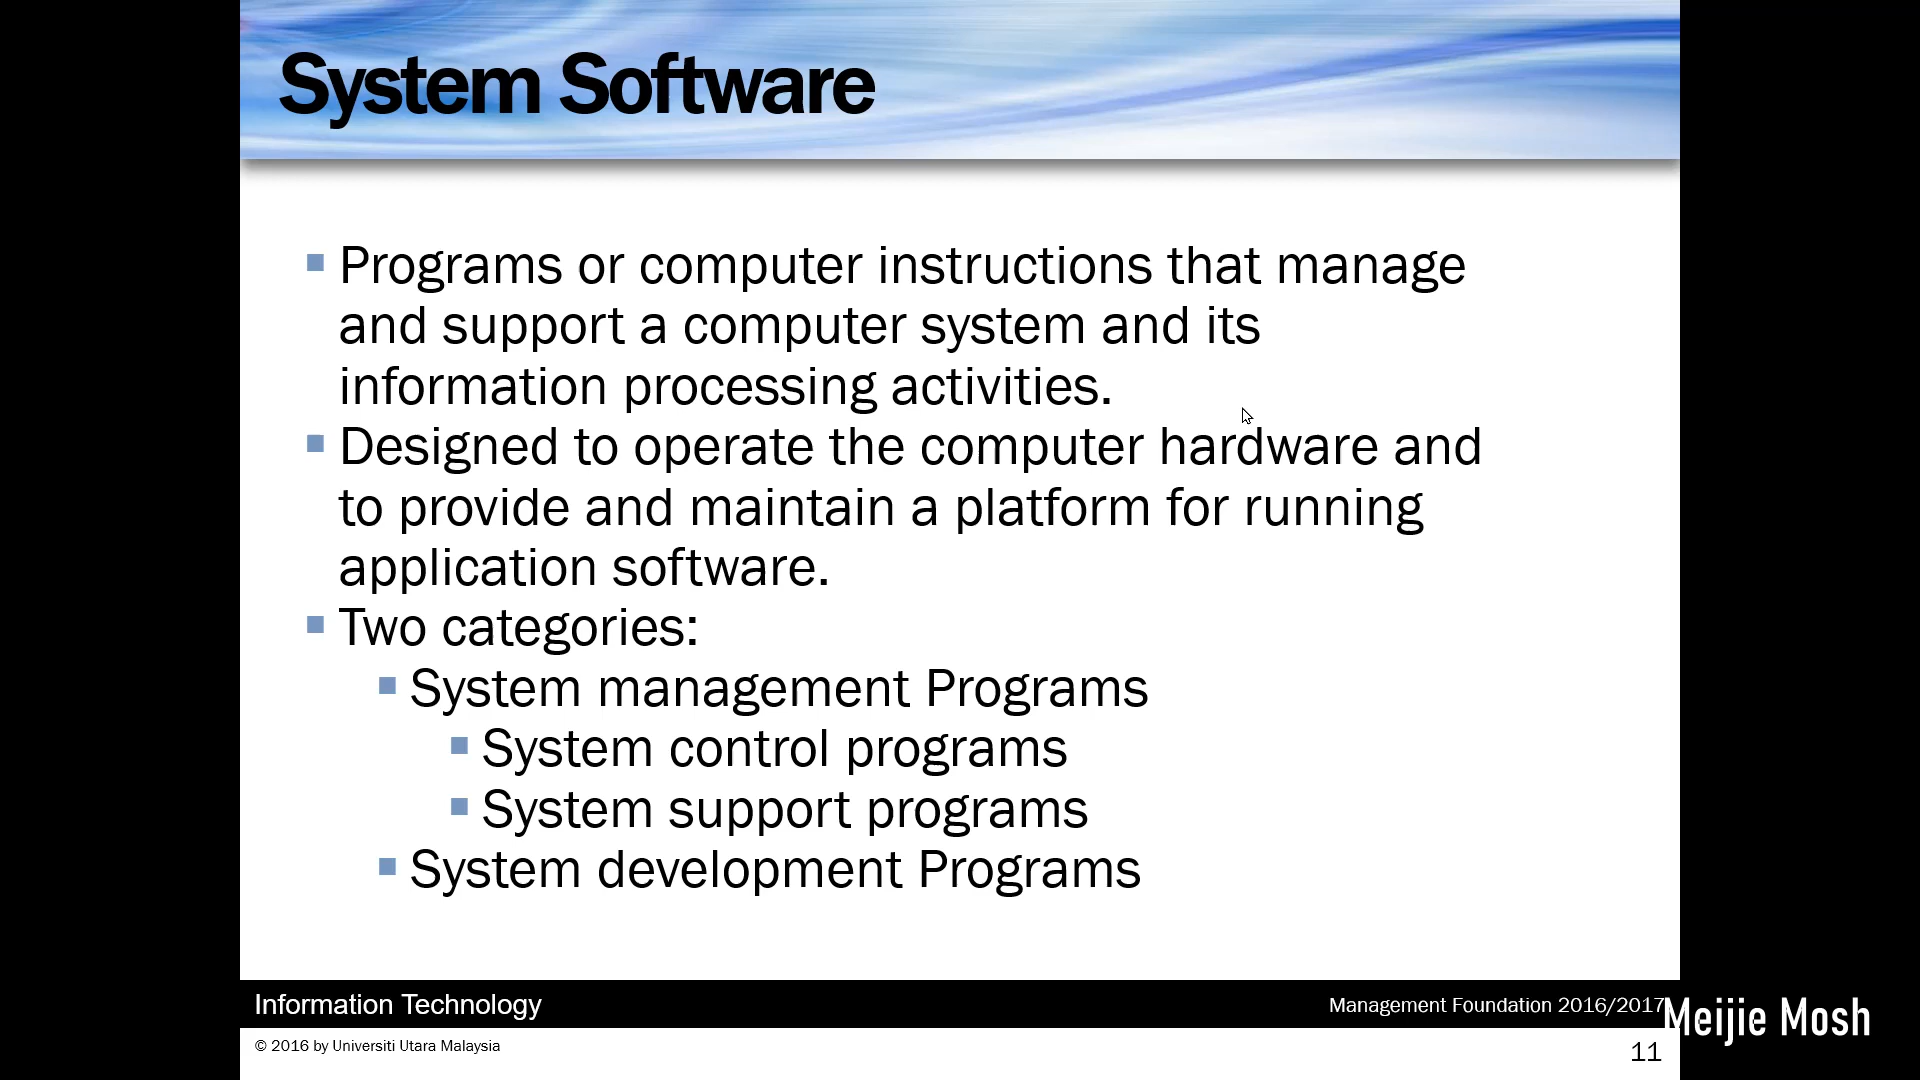 System Software
Programs or computer instructions that manage
and support a computer system and its
information processing activities.
Designed to operate the computer hardware and
to provide and maintain a platform for running
application software.
Two categories:
System management Programs
System control programs
System support programs
System development Programs
Information Technology
Management Foundation 2016/2017
Meijie Mosh
© 2016 by Universiti Utara Malaysia
11